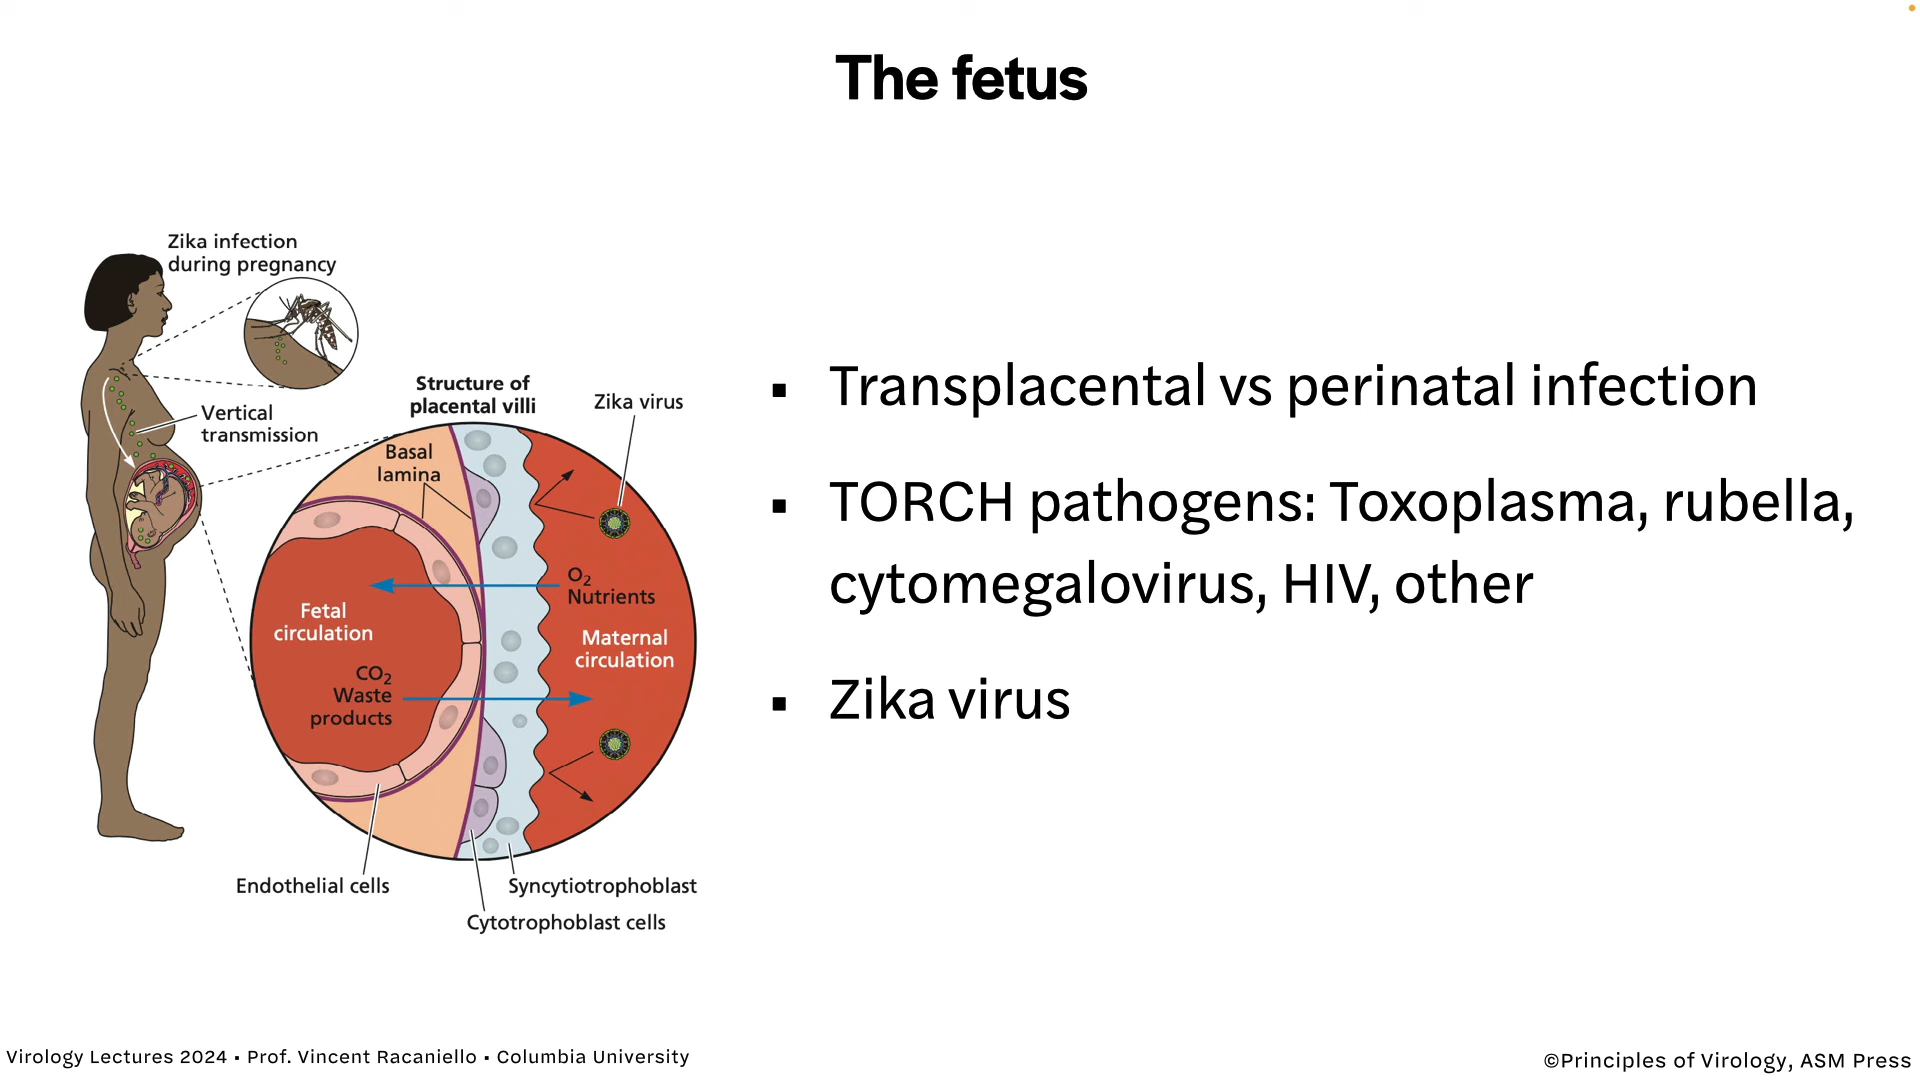 The fetus
Zika infection
during pregnancy
Vertical
transmission
Structure of
placental villi
Zika virus
Basal
lamina
O₂
Nutrients
Fetal
circulation
Maternal
circulation
CO₂
Waste
products
Endothelial cells
Syncytiotrophoblast
Cytotrophoblast cells
▪ Transplacental vs perinatal infection
▪ TORCH pathogens: Toxoplasma, rubella,
cytomegalovirus, HIV, other
▪ Zika virus
Virology Lectures 2024 • Prof. Vincent Racaniello • Columbia University
©Principles of Virology, ASM Press